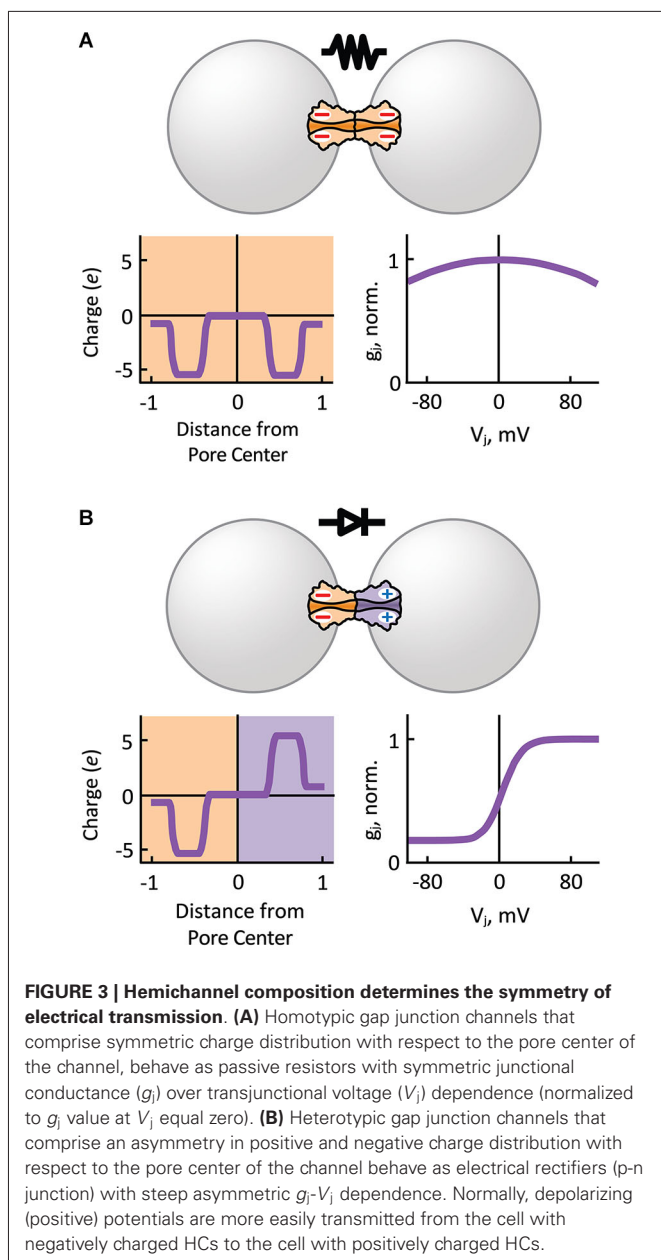 A
Charge (e)
5
0
-5
-1 0 1
Distance from
Pore Center
gj, norm.
1
0
-80 80
Vj, mV
B
Charge (e)
5
0
-5
-1 0 1
Distance from
Pore Center
gj, norm.
1
0
-80 80
Vj, mV
FIGURE 3 | Hemichannel composition determines the symmetry of
electrical transmission. (A) Homotypic gap junction channels that
comprise symmetric charge distribution with respect to the pore center of
the channel, behave as passive resistors with symmetric junctional
conductance (gj) over transjunctional voltage (Vj) dependence (normalized
to gj value at Vj equal zero). (B) Heterotypic gap junction channels that
comprise an asymmetry in positive and negative charge distribution with
respect to the pore center of the channel behave as electrical rectifiers (p-n
junction) with steep asymmetric gj-Vj dependence. Normally, depolarizing
(positive) potentials are more easily transmitted from the cell with
negatively charged HCs to the cell with positively charged HCs.